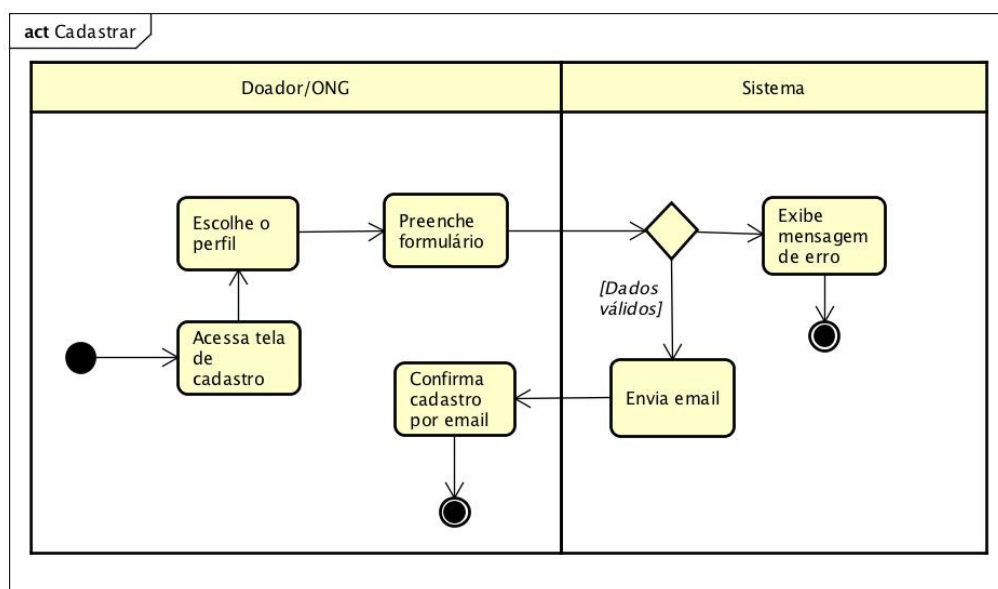 act Cadastrar
Doador/ONG
Sistema
Escolhe o
perfil
Preenche
formulário
Exibe
mensagem
de erro
[Dados
válidos]
Acessa tela
de
cadastro
Confirma
cadastro
por email
Envia email